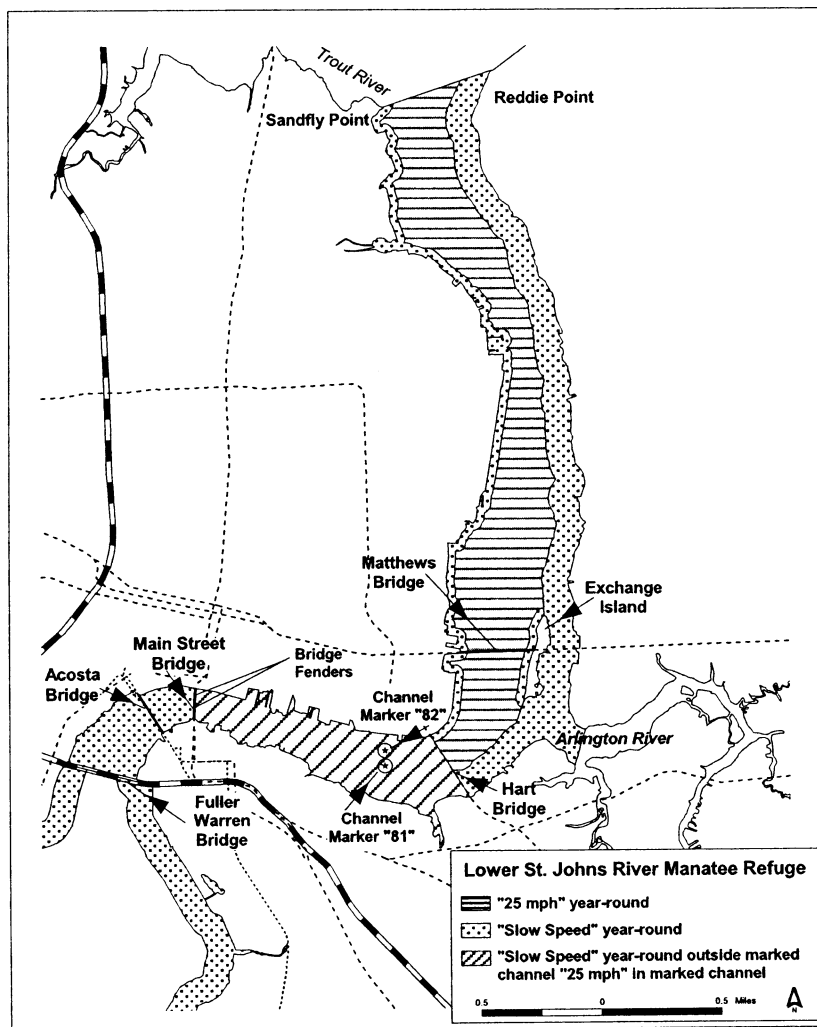 Trout River
Reddie Point
Sandfly Point
Matthews
Bridge
Exchange
Island
Main Street
Bridge
Bridge
Fenders
Acosta
Bridge
Channel
Marker "82"
Arlington River
Hart
Bridge
Fuller
Warren
Bridge
Channel
Marker "81"
Lower St. Johns River Manatee Refuge
"25 mph" year-round
"Slow Speed" year-round
"Slow Speed" year-round outside marked
channel "25 mph" in marked channel
0.5 0 0.5 Miles
N